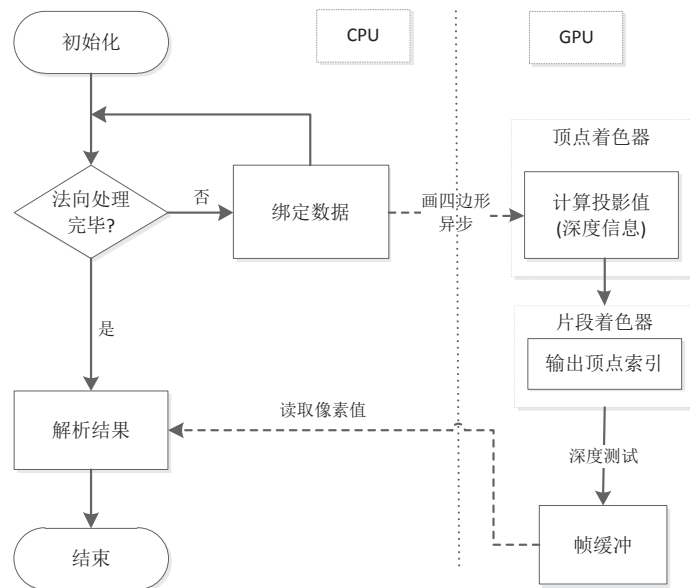 初始化
CPU
GPU
顶点着色器
法向处理
完毕?
否
绑定数据
画四边形
异步
计算投影值
(深度信息)
片段着色器
输出顶点索引
是
解析结果
读取像素值
深度测试
帧缓冲
结束